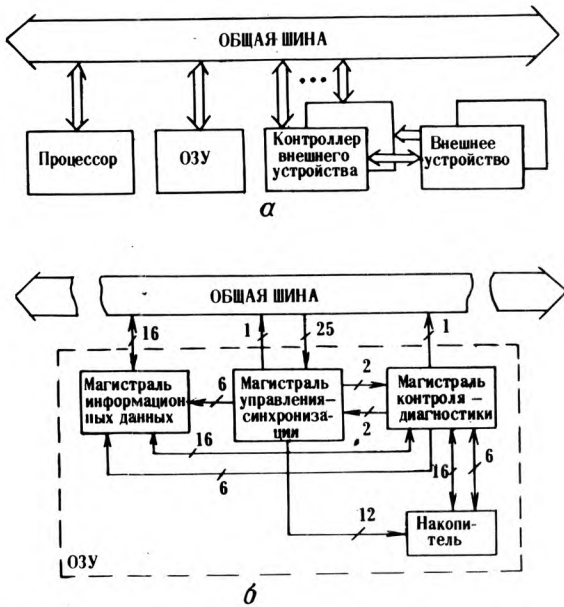 ОБЩАЯ ШИНА
Процессор
ОЗУ
Контроллер
внешнего
устройства
Внешнее
устройство
а
ОБЩАЯ ШИНА
16
1
25
1
Магистраль
информацион
ных данных
6
Магистраль
управления–
синхрониза
ции
2
2
Магистраль
контроля –
диагностики
16
6
16
6
12
Накопи-
тель
ОЗУ
б